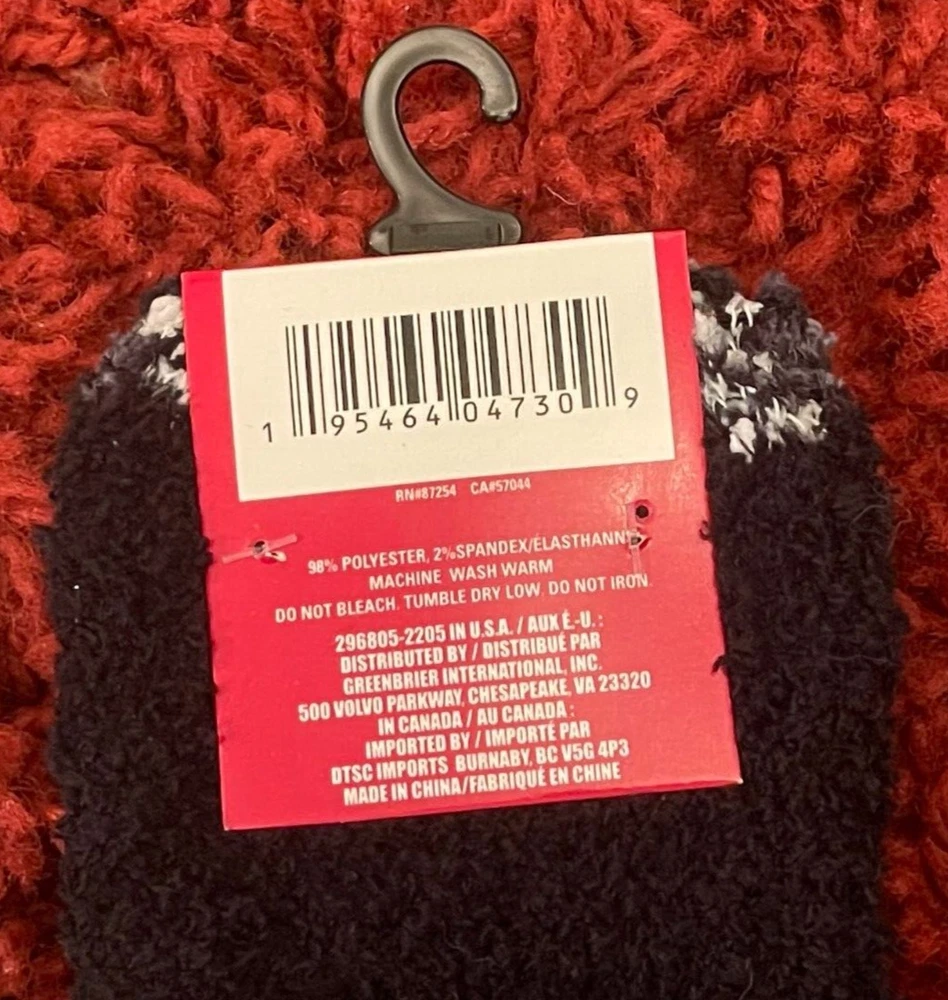 1 95464 04730 9
RN#87254 CA#57044
98% POLYESTER, 2%SPANDEX/ÉLASTHANNE
MACHINE WASH WARM
DO NOT BLEACH. TUMBLE DRY LOW. DO NOT IRON.
296805-2205 IN U.S.A. / AUX É.-U. :
DISTRIBUTED BY / DISTRIBUÉ PAR
GREENBRIER INTERNATIONAL, INC.
500 VOLVO PARKWAY, CHESAPEAKE, VA 23320
IN CANADA / AU CANADA :
IMPORTED BY / IMPORTÉ PAR
DTSC IMPORTS BURNABY, BC V5G 4P3
MADE IN CHINA/FABRIQUÉ EN CHINE